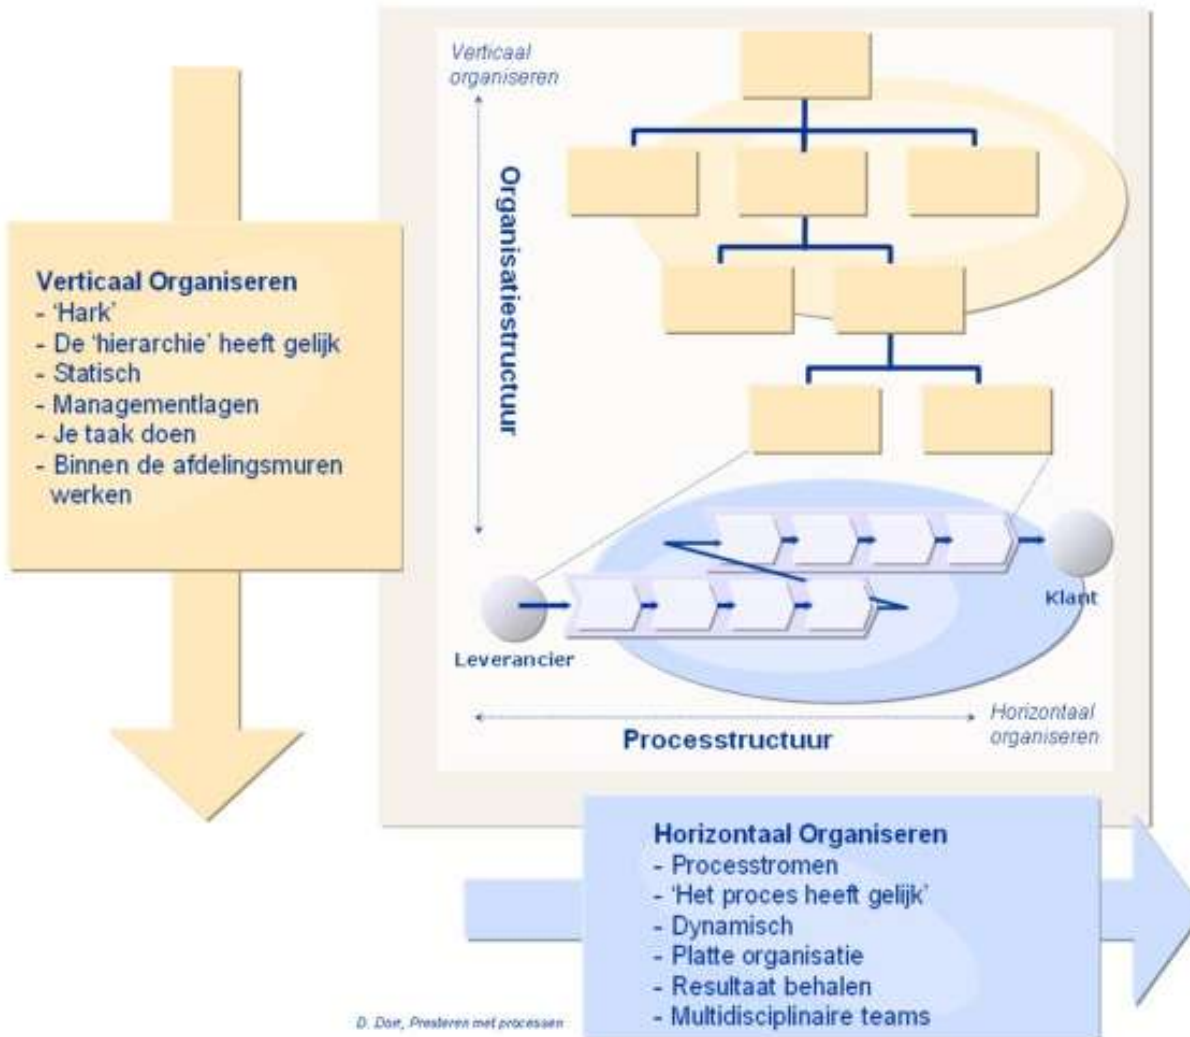 Verticaal
organiseren
Organisatiestructuur
Verticaal Organiseren
- ‘Hark’
- De ‘hierarchie’ heeft gelijk
- Statisch
- Managementlagen
- Je taak doen
- Binnen de afdelingsmuren
werken
Klant
Leverancier
Horizontaal
organiseren
Processtructuur
Horizontaal Organiseren
- Processtromen
- ‘Het proces heeft gelijk’
- Dynamisch
- Platte organisatie
- Resultaat behalen
- Multidisciplinaire teams
D. Dorr, Presteren met processen